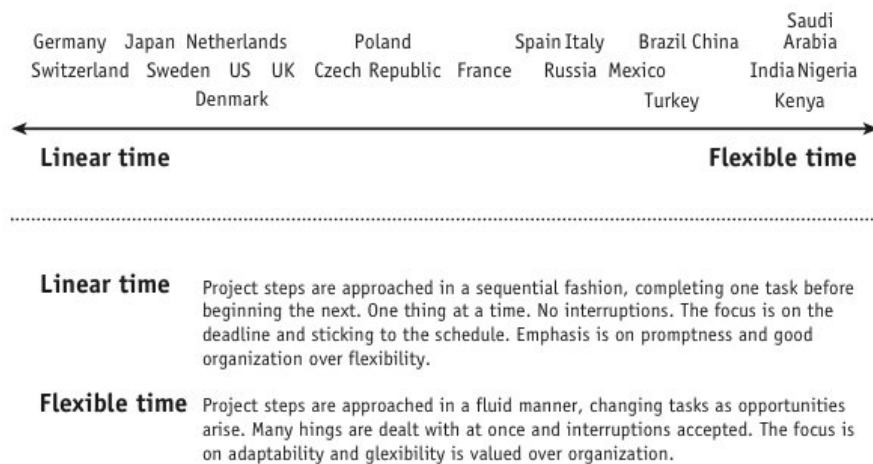 Saudi
Germany Japan Netherlands Poland Spain Italy Brazil China Arabia
Switzerland Sweden US UK Czech Republic France Russia Mexico India Nigeria
Denmark Turkey Kenya
Linear time Flexible time
Linear time Project steps are approached in a sequential fashion, completing one task before
beginning the next. One thing at a time. No interruptions. The focus is on the
deadline and sticking to the schedule. Emphasis is on promptness and good
organization over flexibility.
Flexible time Project steps are approached in a fluid manner, changing tasks as opportunities
arise. Many hings are dealt with at once and interruptions accepted. The focus is
on adaptability and glexibility is valued over organization.